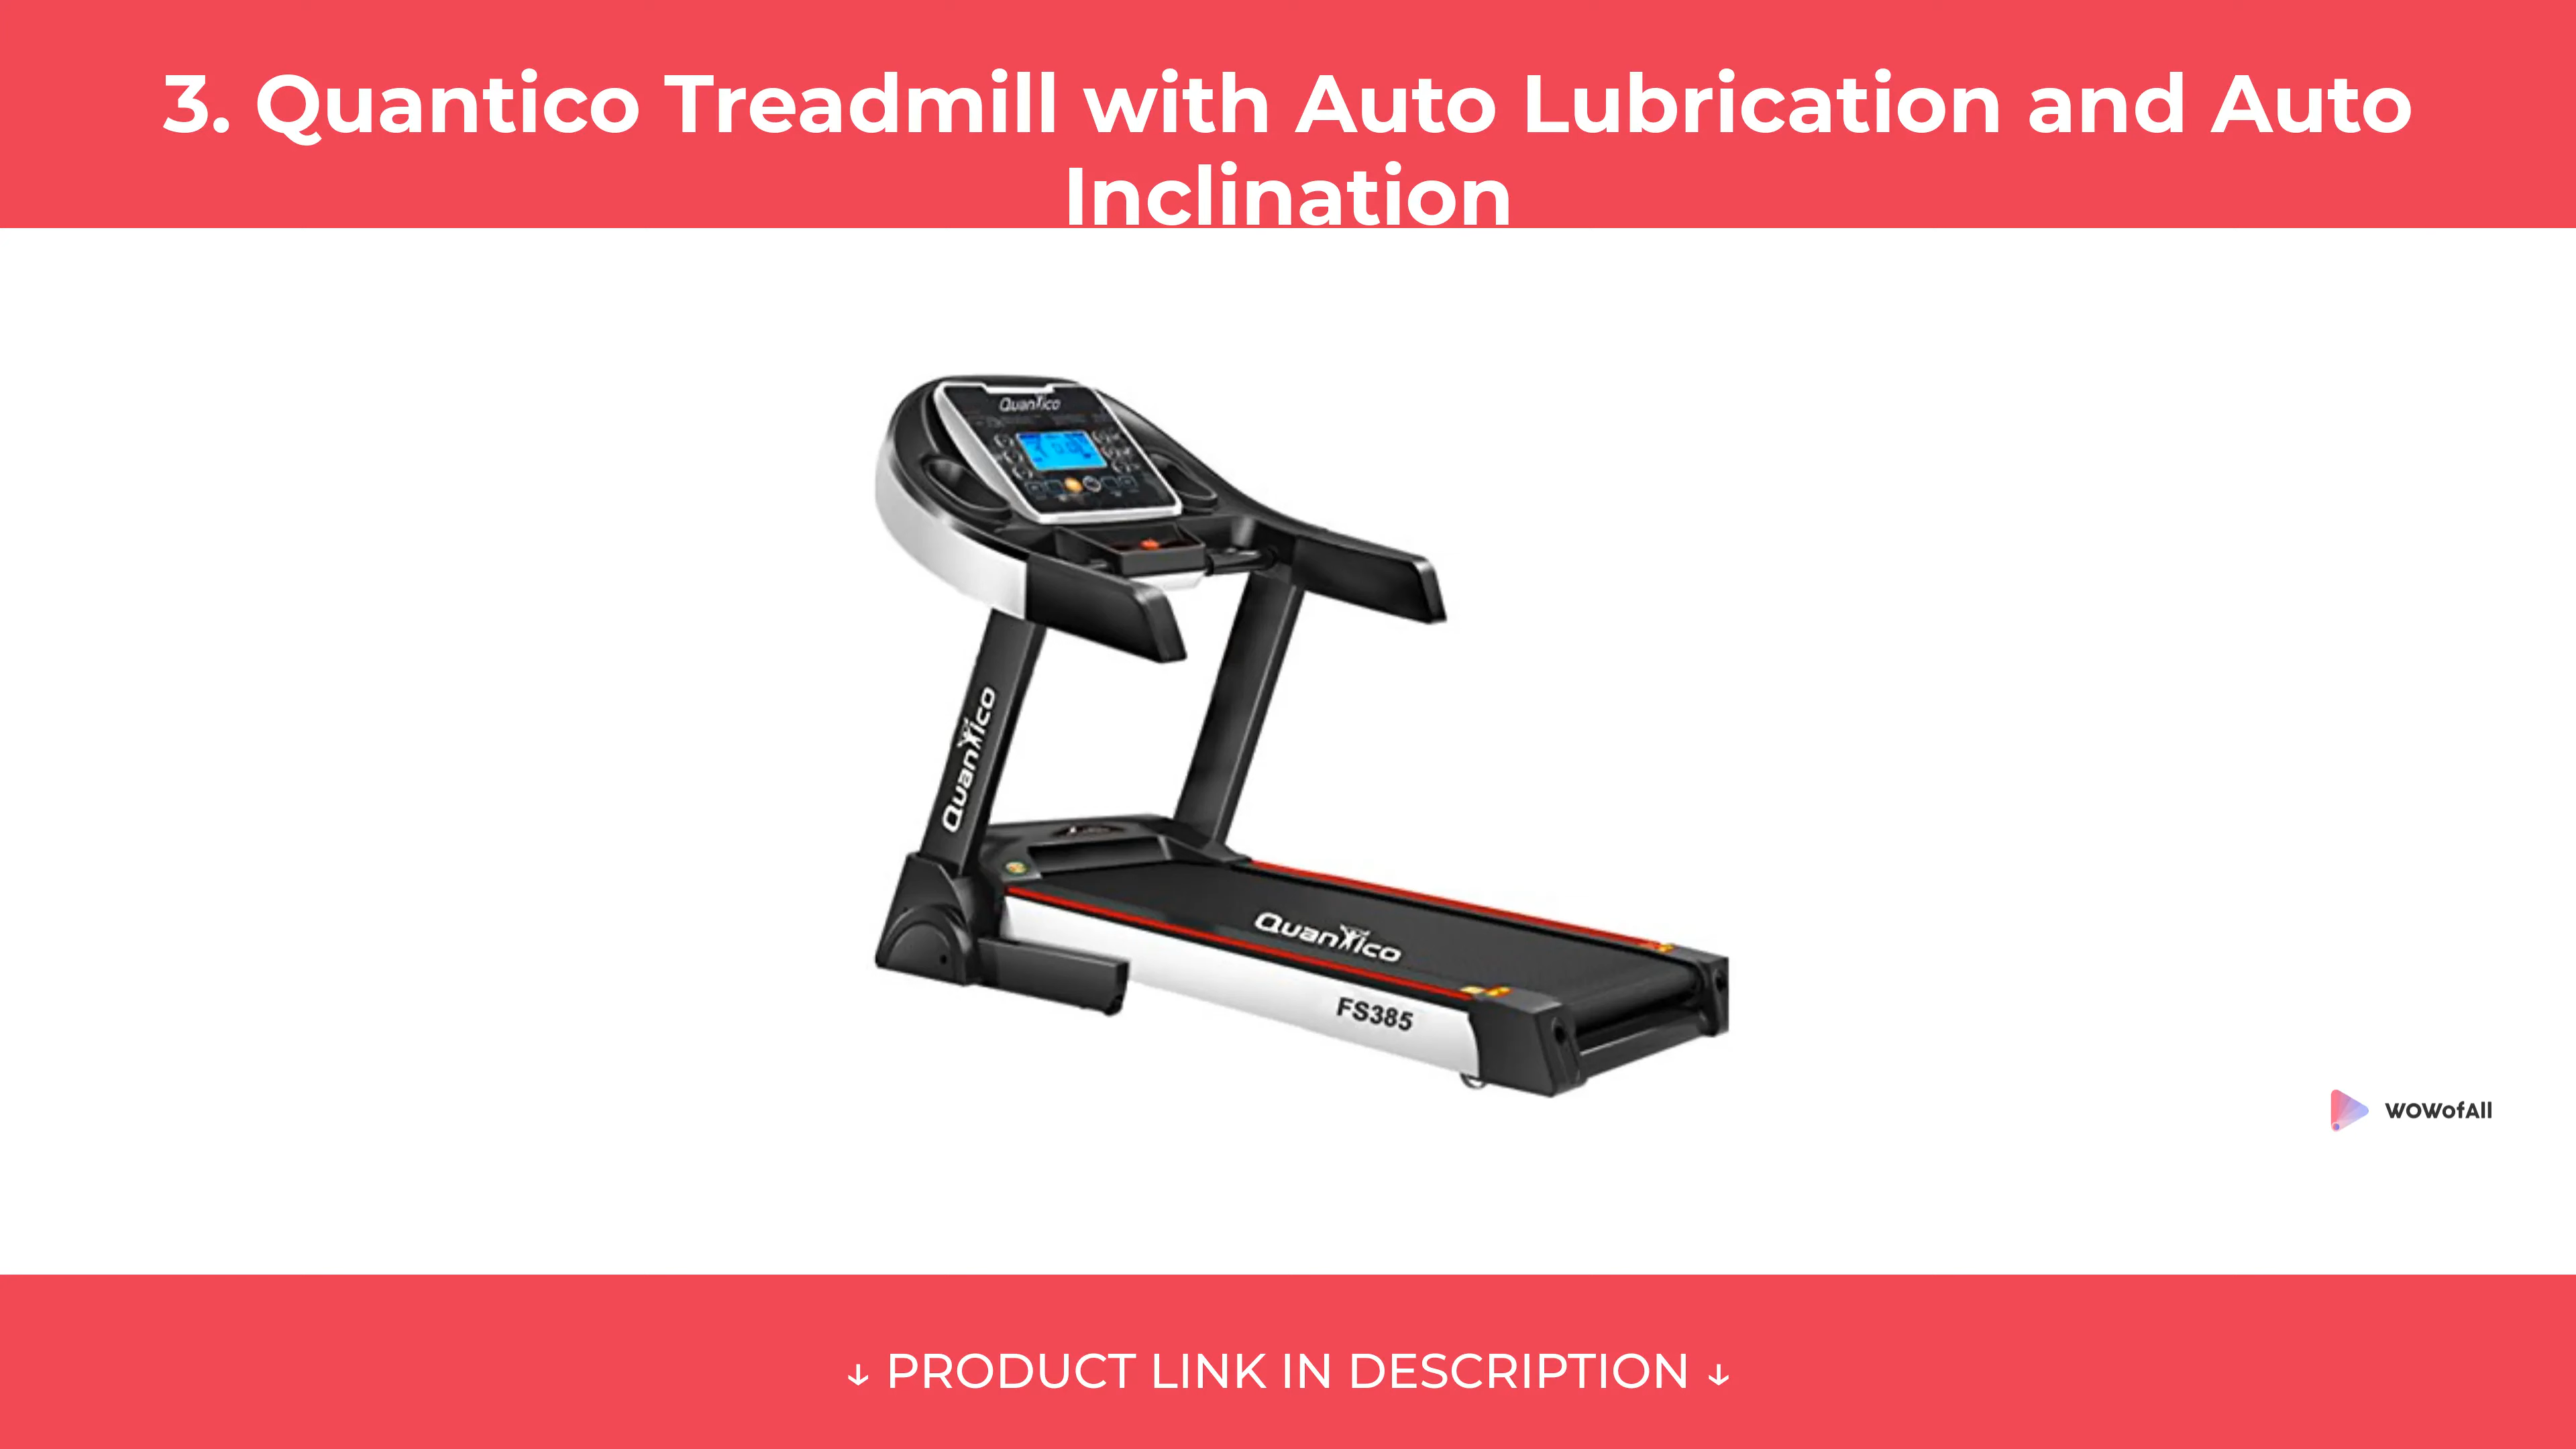 3. Quantico Treadmill with Auto Lubrication and Auto
Inclination
Quantico
Quantico
Quantico
FS385
WOWofAll
↓ PRODUCT LINK IN DESCRIPTION ↓